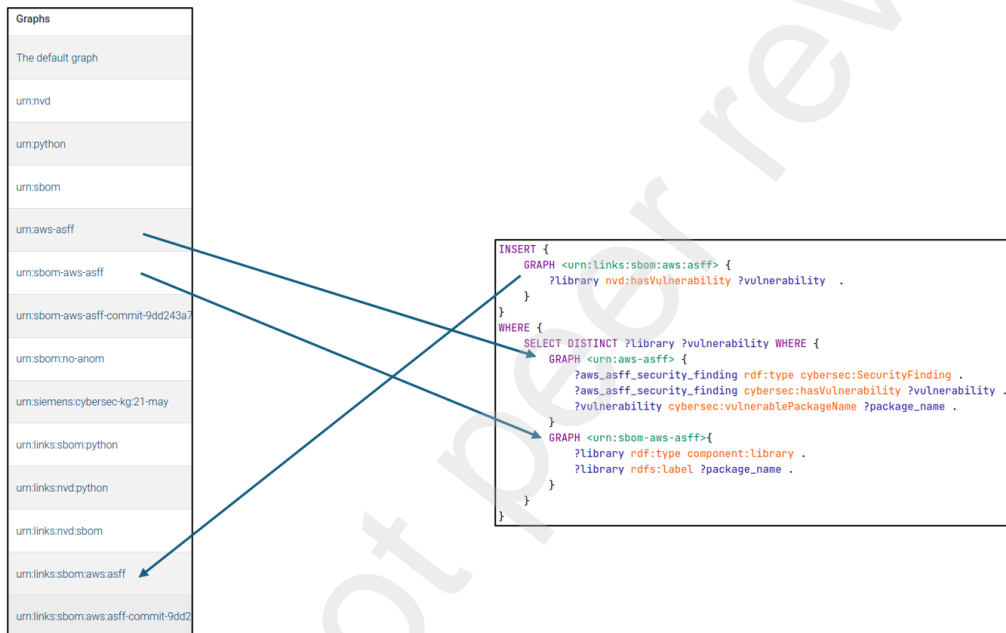 Graphs
The default graph
urn:nvd
urn:python
urn:sbom
urn:aws-asff
urn:sbom-aws-asff
urn:sbom-aws-asff-commit-9dd243a7
urn:sbom:no-anom
urn:siemens:cybersec-kg:21-may
urn:links:sbom:python
urn:links:nvd:python
urn:links:nvd:sbom
urn:links:sbom:aws:asff
urn:links:sbom:aws:asff-commit-9dd2
INSERT {
GRAPH <urn:links:sbom:aws:asff> {
?library nvd:hasVulnerability ?vulnerability .
}
}
WHERE {
SELECT DISTINCT ?library ?vulnerability WHERE {
GRAPH <urn:aws-asff> {
?aws_asff_security_finding rdf:type cybersec:SecurityFinding .
?aws_asff_security_finding cybersec:hasVulnerability ?vulnerability .
?vulnerability cybersec:vulnerablePackageName ?package_name .
}
GRAPH <urn:sbom-aws-asff>{
?library rdf:type component:library .
?library rdfs:label ?package_name .
}
}
}
ot peer rev